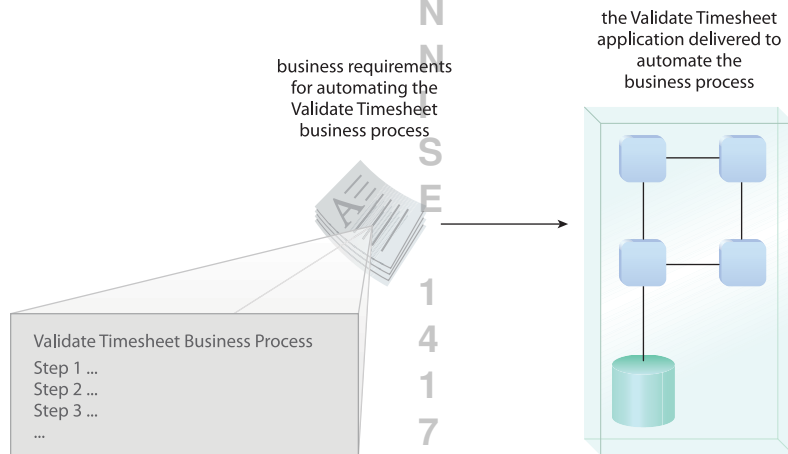 the Validate Timesheet
application delivered to
automate the
business process
business requirements
for automating the
Validate Timesheet
business process
A
Validate Timesheet Business Process
Step 1 ...
Step 2 ...
Step 3 ...
...
N
N
I
S
E
1
4
1
7